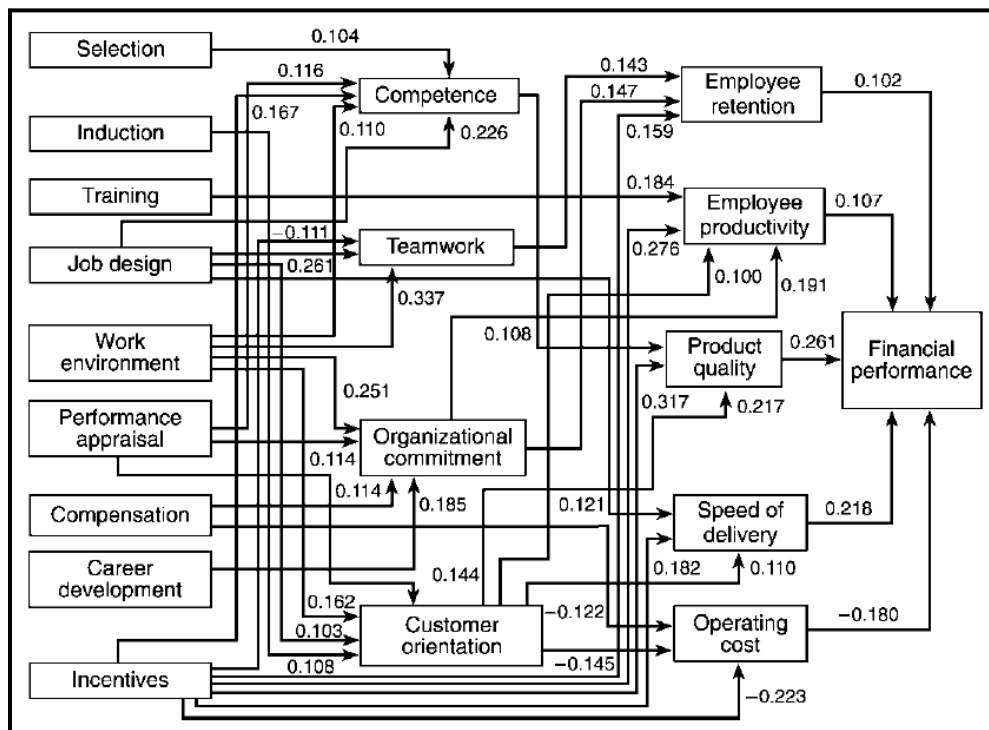 Selection
0.104
0.116
Competence
0.143
Employee
retention
0.102
0.147
0.167
0.110
0.226
0.159
Induction
Training
0.184
Employee
productivity
0.107
-0.111
Teamwork
0.276
Job design
0.261
0.100
0.191
0.337
0.108
Work
environment
Product
quality
0.261
Financial
performance
0.251
0.317
0.217
Performance
appraisal
Organizational
commitment
0.114
0.114
0.185
0.121
Compensation
Speed of
delivery
0.218
Career
development
0.144
0.182
0.110
0.162
-0.122
0.103
Customer
orientation
Operating
cost
-0.180
0.108
-0.145
Incentives
-0.223